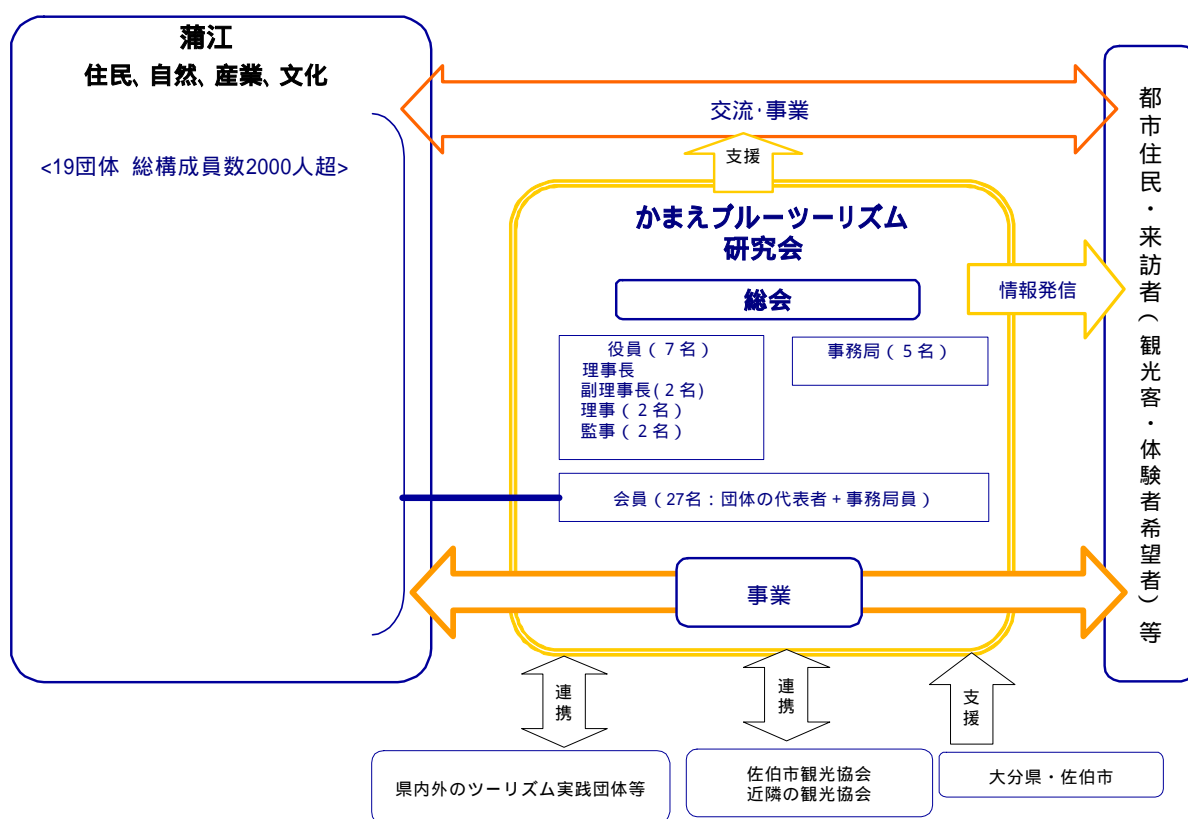 蒲江
住民、自然、産業、文化
<19団体 総構成員数2000人超>
交流・事業
支援
かまえブルーツーリズム
研究会
総会
役員（７名）
理事長
副理事長(２名)
理事（２名）
監事（２名）
事務局（５名）
会員（27名：団体の代表者＋事務局員）
情報発信
事業
都市住民・来訪者（観光客・体験者希望者）等
連携
連携
支援
県内外のツーリズム実践団体等
佐伯市観光協会
近隣の観光協会
大分県・佐伯市